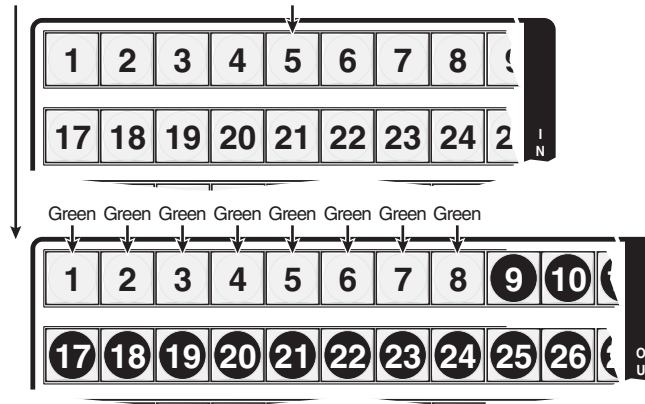 1 2 3 4 5 6 7 8
17 18 19 20 21 22 23 24
I
N
Green Green Green Green Green Green Green Green
1 2 3 4 5 6 7 8 9 10
17 18 19 20 21 22 23 24 25 26
O
U